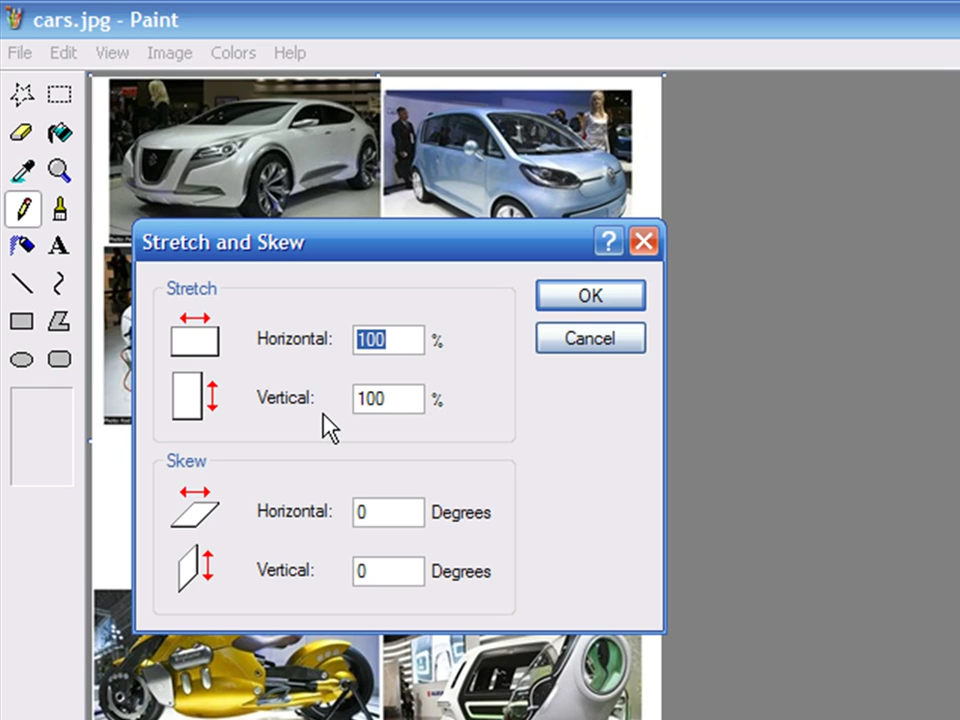 cars.jpg - Paint
File Edit View Image Colors Help
Stretch and Skew
Stretch
Horizontal: 100 %
Vertical: 100 %
OK
Cancel
Skew
Horizontal: 0 Degrees
Vertical: 0 Degrees